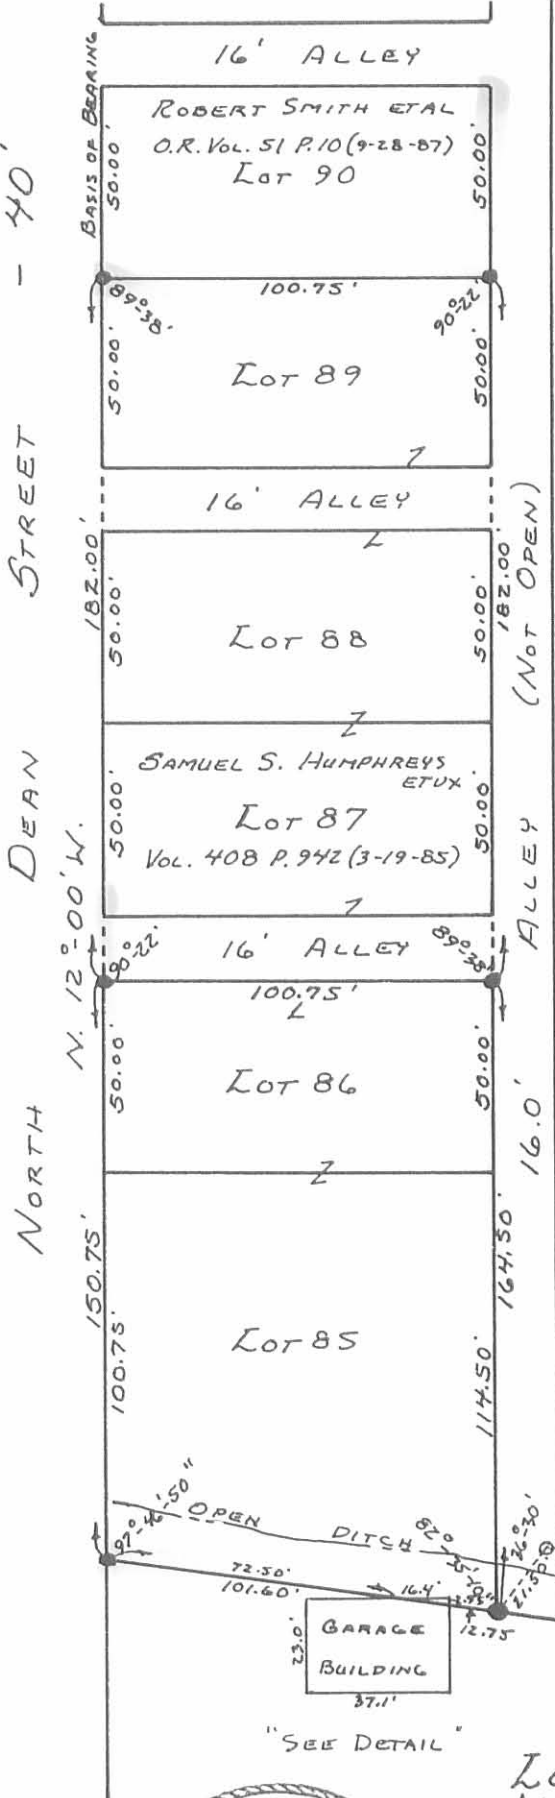 16' ALLEY
BASIS OF BEARING
ROBERT SMITH ETAL
O.R. VOL. 51 P. 10 (9-28-87)
LOT 90
50.00'
50.00'
100.75'
89°-38'
90°-22'
50.00'
LOT 89
50.00'
16' ALLEY
182.00'
182.00'
50.00'
LOT 88
50.00'
SAMUEL S. HUMPHREYS
ETUX
50.00'
LOT 87
50.00'
VOL. 408 P. 942 (3-19-85)
90°-22'
16' ALLEY
89°-38'
100.75'
50.00'
LOT 86
50.00'
NORTH DEAN STREET - 40'
N. 12°-00' W.
16.0' ALLEY (NOT OPEN)
150.75'
100.75'
LOT 85
114.50'
164.50'
97°-46'-50"
OPEN DITCH
26°-30'
21.5'
72.50'
101.60'
16.4'
12.75
23.0'
GARAGE
BUILDING
37.1'
"SEE DETAIL"